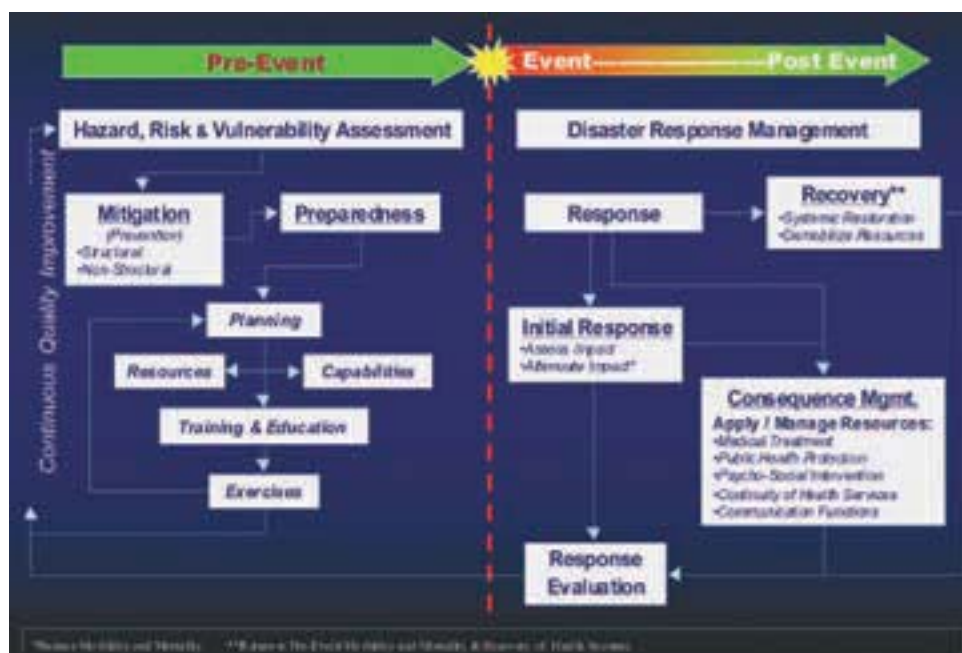 Pre-Event
Event
Post Event
Hazard, Risk & Vulnerability Assessment
Disaster Response Management
Continuous Quality Improvement
Mitigation
(Prevention)
•Structural
•Non-Structural
Preparedness
Planning
Resources
Capabilities
Training & Education
Exercises
Response
Recovery**
•Systemic Restoration
•Demobilize Resources
Initial Response
•Assess Impact
•Attenuate Impact*
Consequence Mgmt.
Apply / Manage Resources:
•Medical Treatment
•Public Health Protection
•Psycho-Social Intervention
•Continuity of Health Services
•Communication Functions
Response
Evaluation